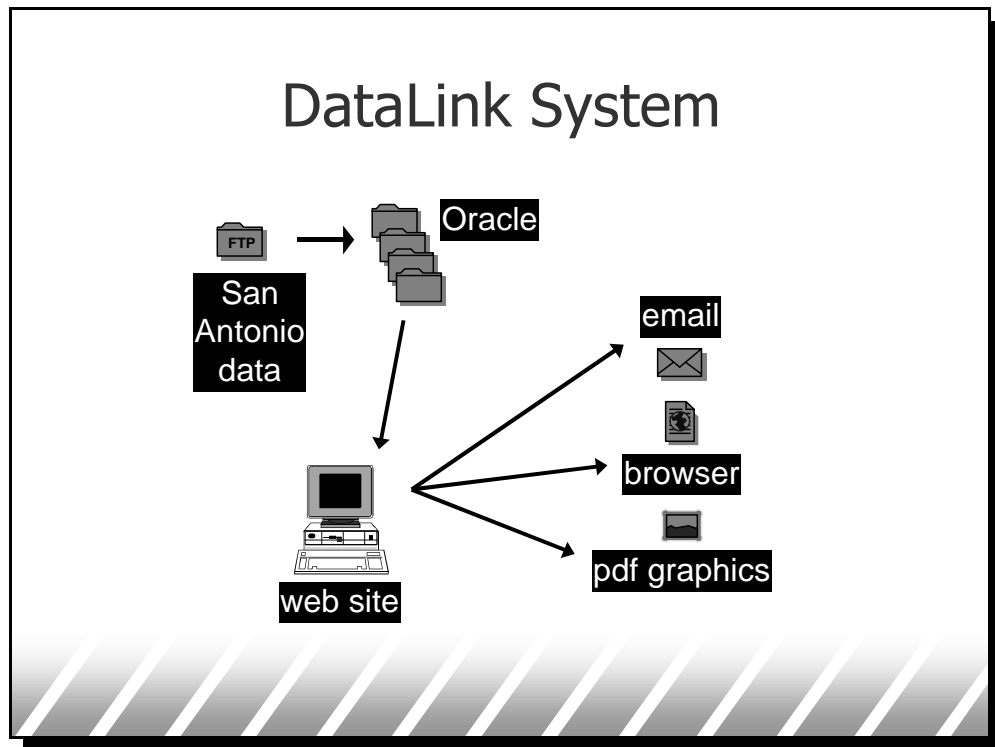 DataLink System
Oracle
FTP
San
Antonio
data
email
browser
pdf graphics
web site